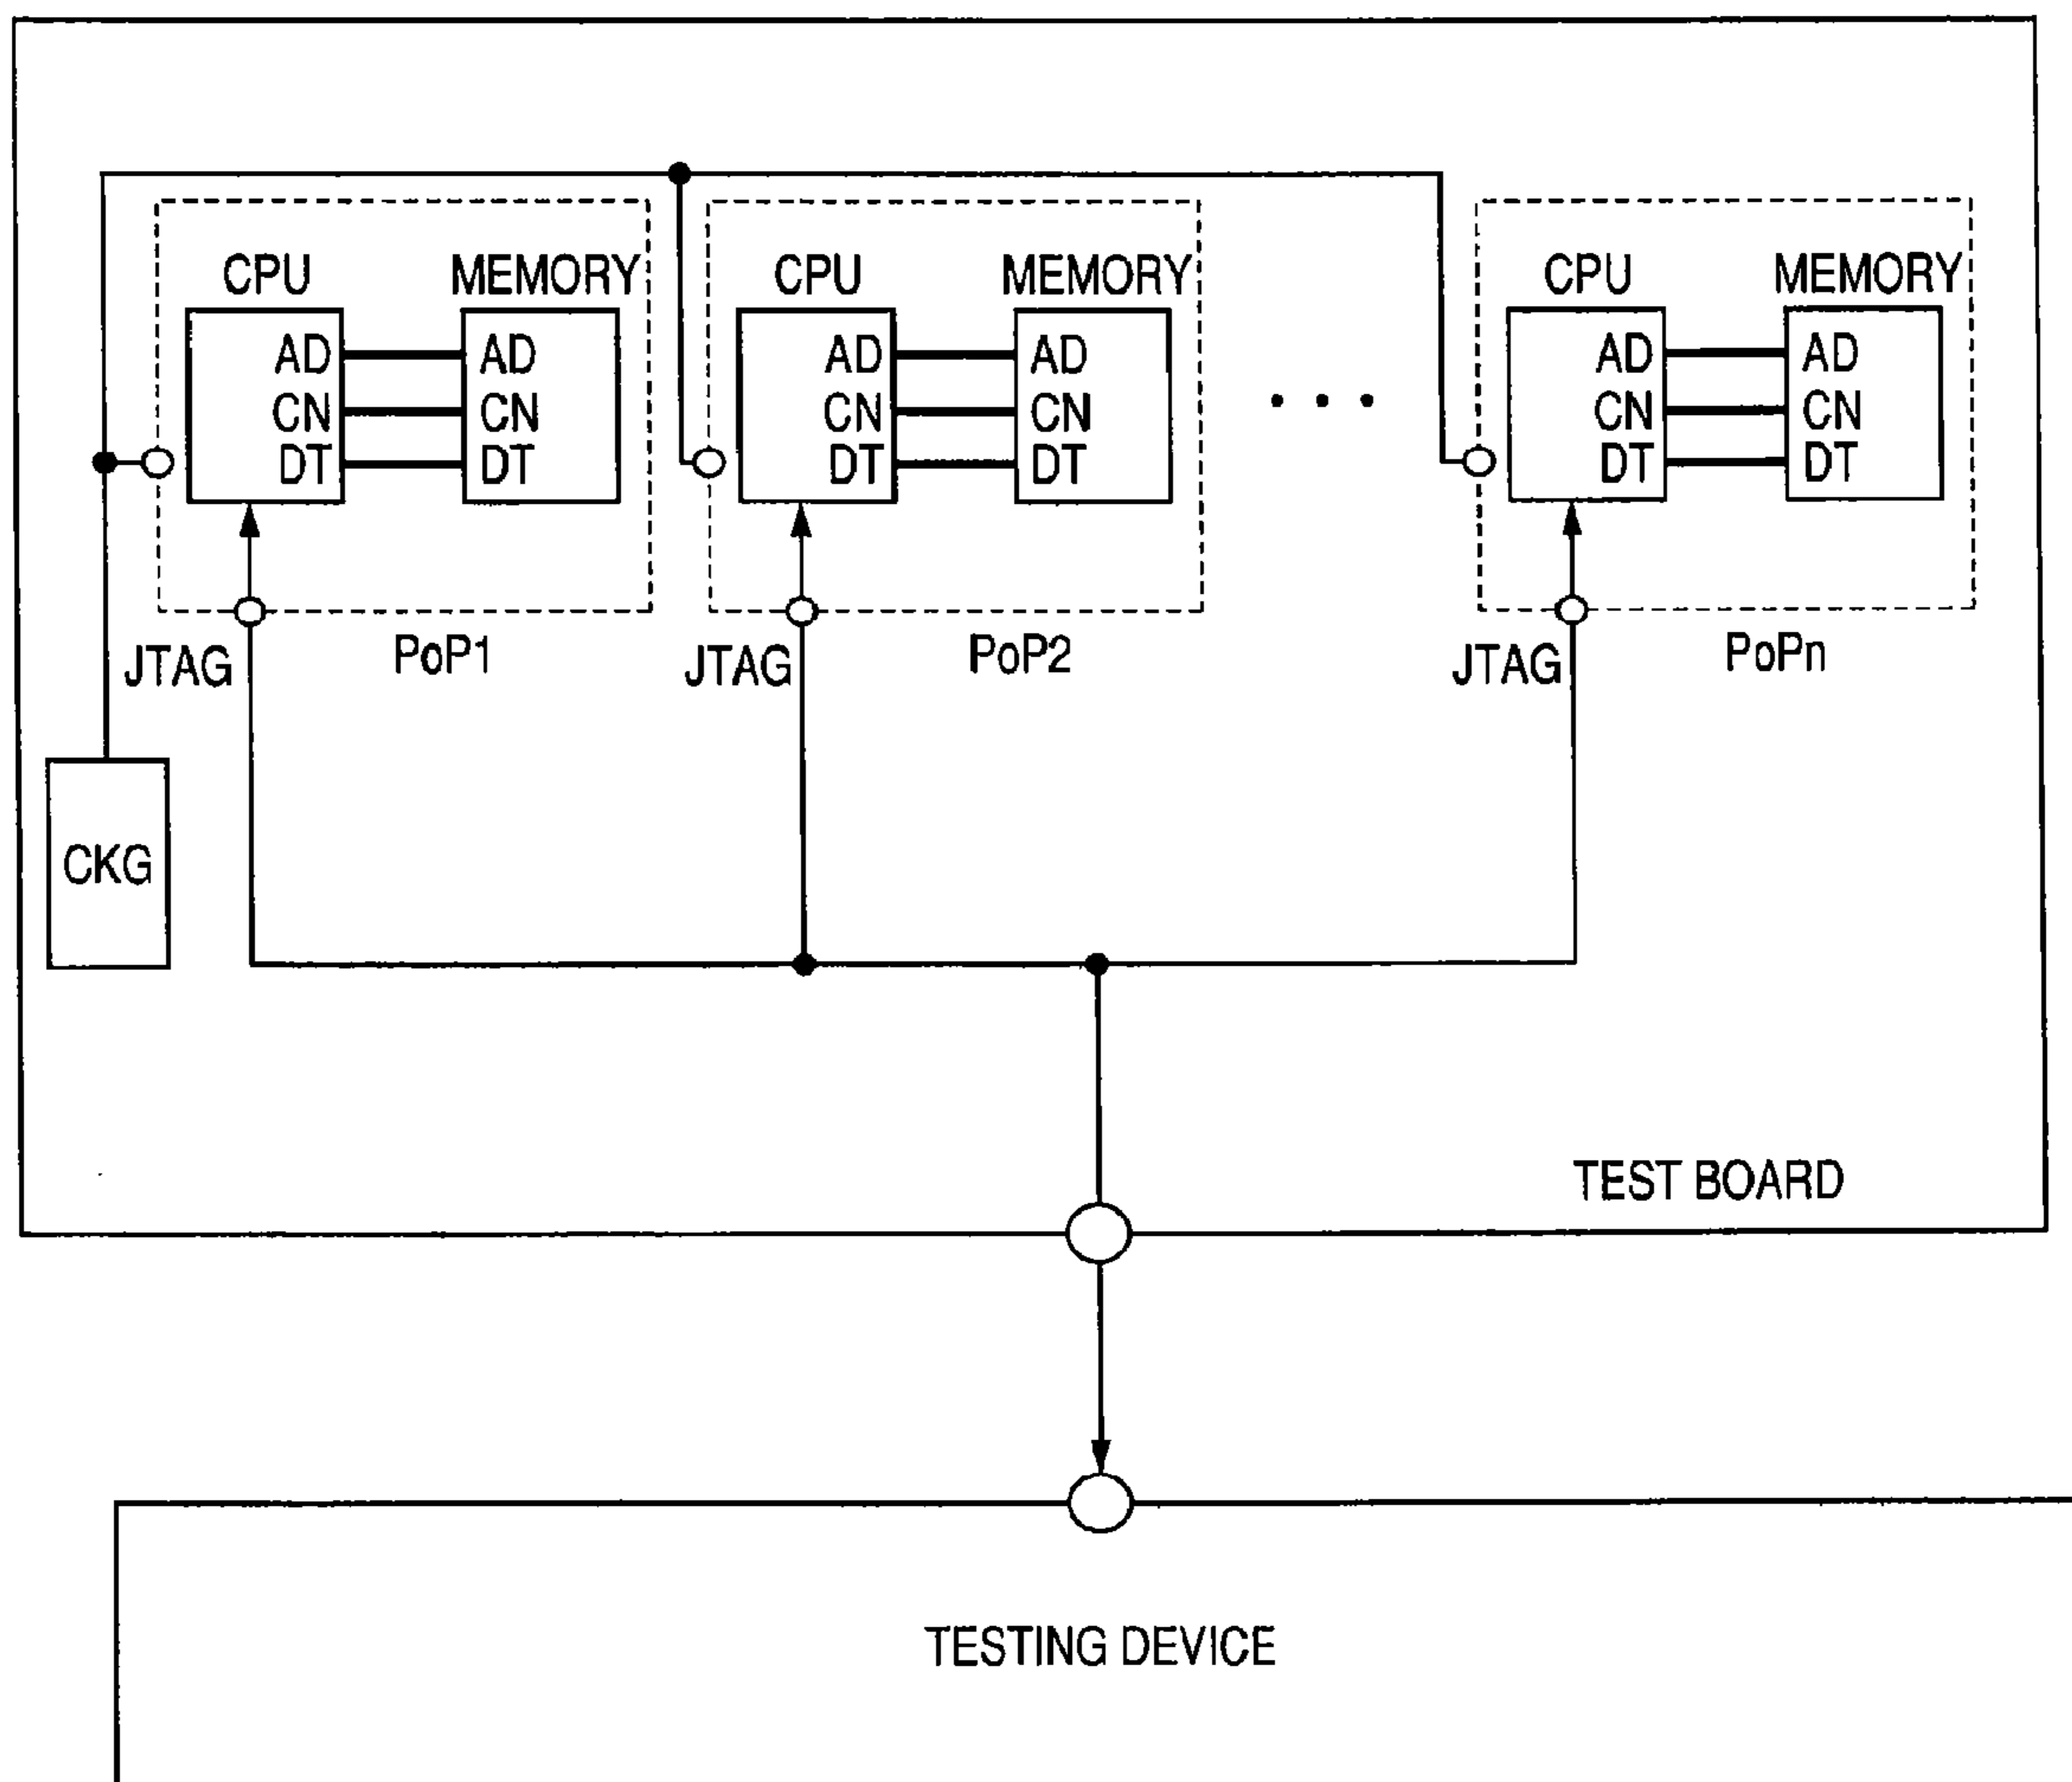 CPU MEMORY CPU MEMORY CPU MEMORY
AD AD AD AD AD AD
CN CN CN CN . . . CN CN
DT DT DT DT DT DT
JTAG PoP1 JTAG PoP2 JTAG PoPn
CKG
TEST BOARD
TESTING DEVICE